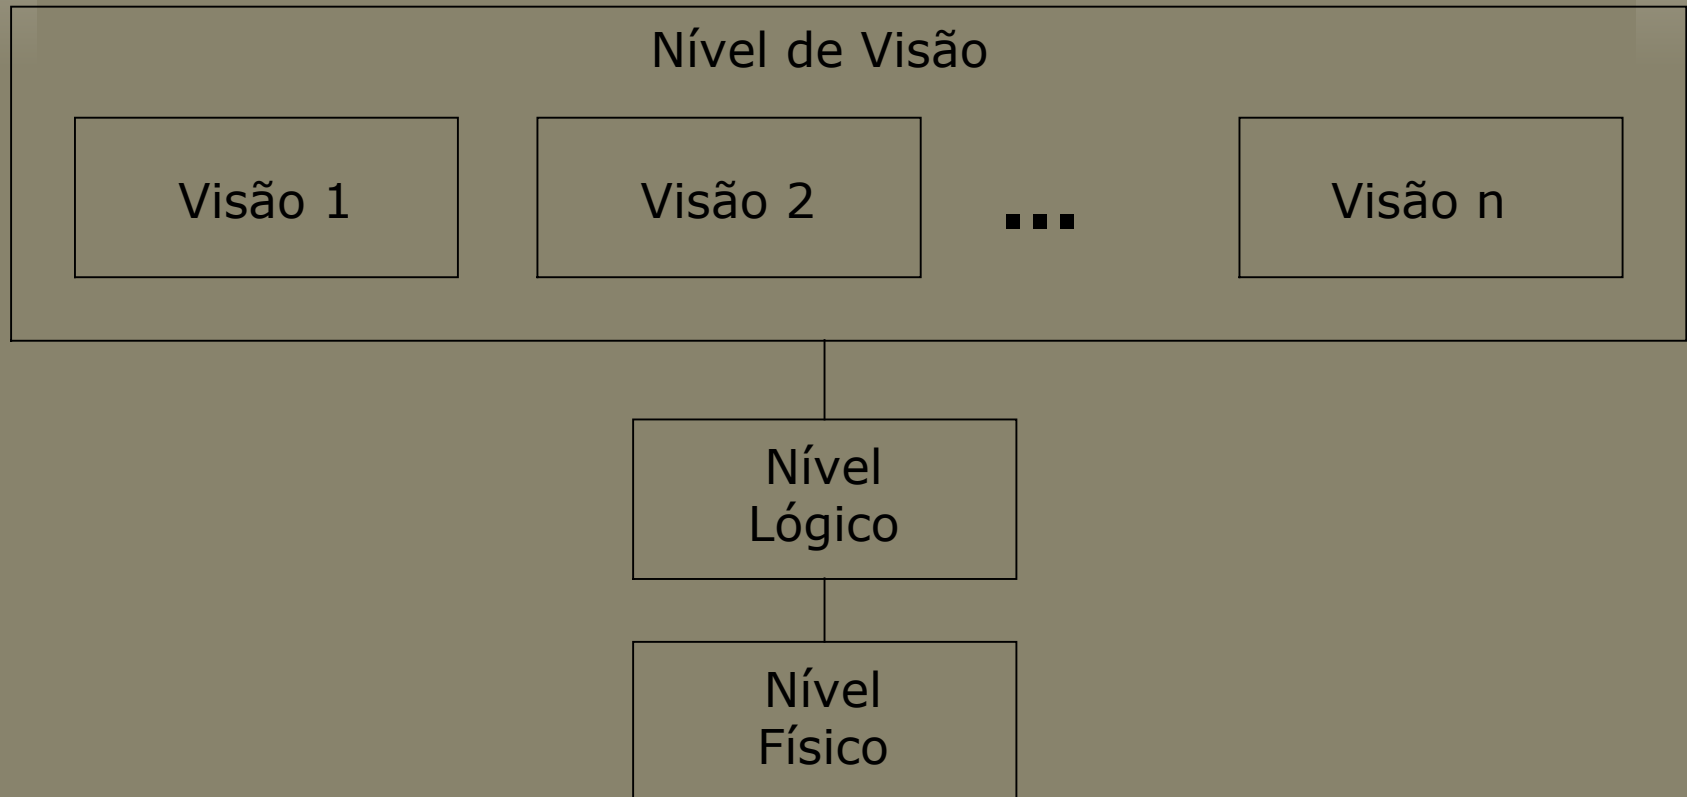 Nível de Visão
Visão 1
Visão 2
...
Visão n
Nível
Lógico
Nível
Físico